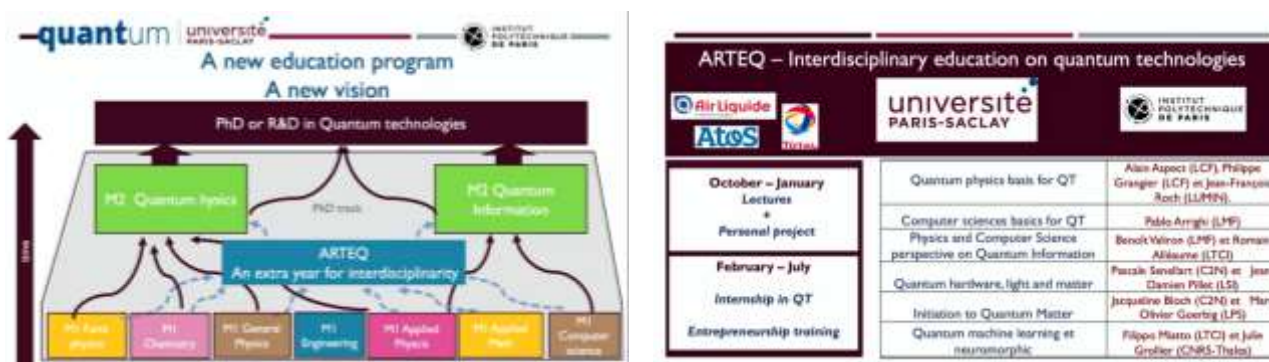 quantum
université
PARIS-SACLAY
INSTITUT
POLYTECHNIQUE
DE PARIS
A new education program
A new vision
PhD or R&D in Quantum technologies
M2 Quantum
M2 Quantum
Information
PhD track
ARTEQ
An extra year for interdisciplinarity
M1
physics
M1
Chemistry
M1 General
Physics
M1
Engineering
M1 Applied
Physics
M1 Applied
Math
M1
Computer
science
ARTEQ – Interdisciplinary education on quantum technologies
Air Liquide
Atos
TOTAL
université
PARIS-SACLAY
INSTITUT
POLYTECHNIQUE
DE PARIS
October – January
Lectures
+
Personal project
February – July
Internship in QT
Entrepreneurship training
Quantum physics basis for QT
Alain Aspect (LCF), Philippe
Grangier (LCF) et Jean-François
Roch (LUMIN).
Computer sciences basics for QT
Pablo Arrighi (LMF)
Physics and Computer Science
perspective on Quantum Information
Benoît Valiron (LMF) et Romain
Alléaume (LTCI)
Quantum hardware, light and matter
Pascale Senellart (C2N) et Jean
Damien Pillet (LSI)
Initiation to Quantum Matter
Jacqueline Bloch (C2N) et Marc
Olivier Goerbig (LPS)
Quantum machine learning et
neuromorphic
Filippo Miatto (LTCI) et Julie
Grollier (CNRS-Thales)